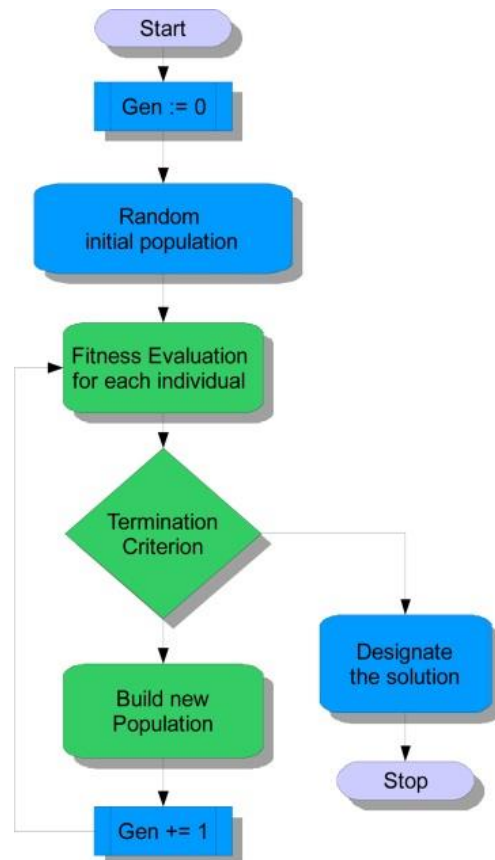 Start
Gen := 0
Random
initial population
Fitness Evaluation
for each individual
Termination
Criterion
Designate
the solution
Build new
Population
Stop
Gen += 1